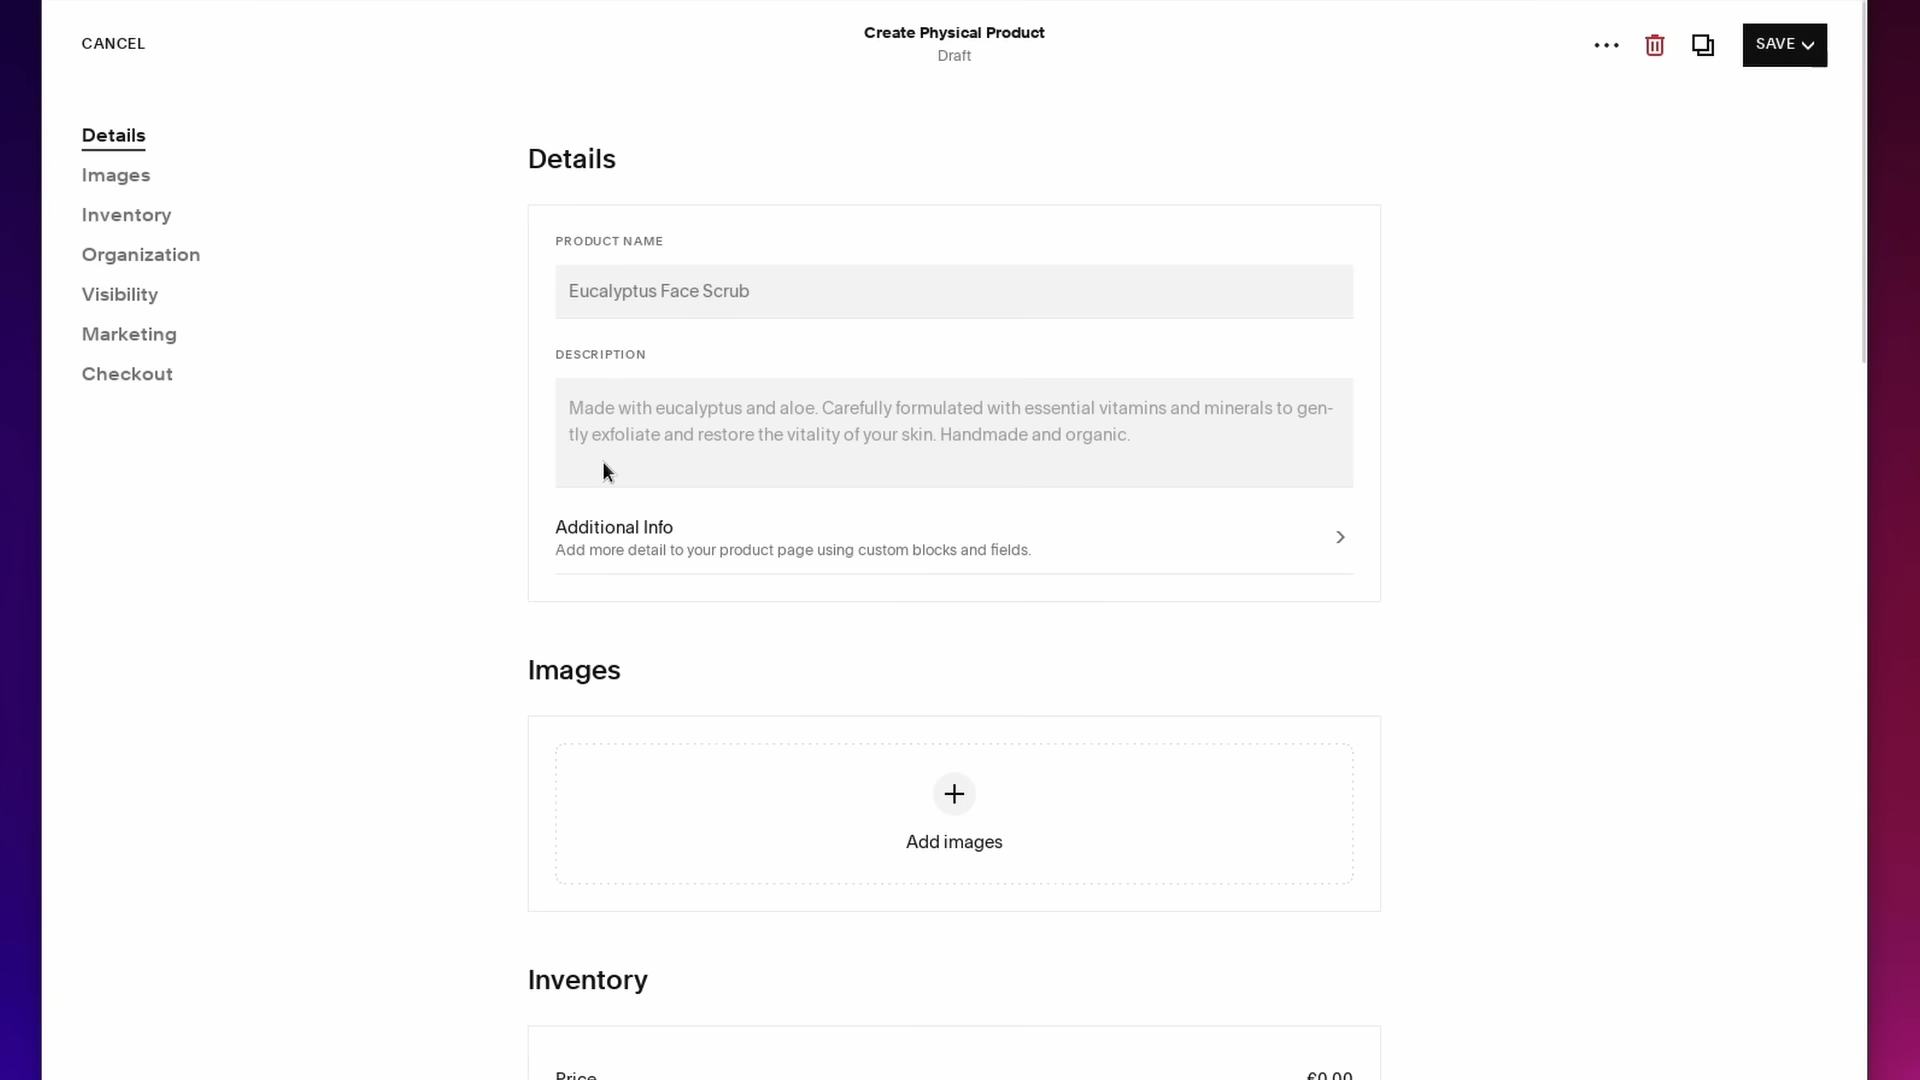 CANCEL
Create Physical Product
Draft
SAVE
Details
Images
Inventory
Organization
Visibility
Marketing
Checkout
Details
PRODUCT NAME
Eucalyptus Face Scrub
DESCRIPTION
Made with eucalyptus and aloe. Carefully formulated with essential vitamins and minerals to gen-
tly exfoliate and restore the vitality of your skin. Handmade and organic.
Additional Info
Add more detail to your product page using custom blocks and fields.
Images
Add images
Inventory
Price €0.00